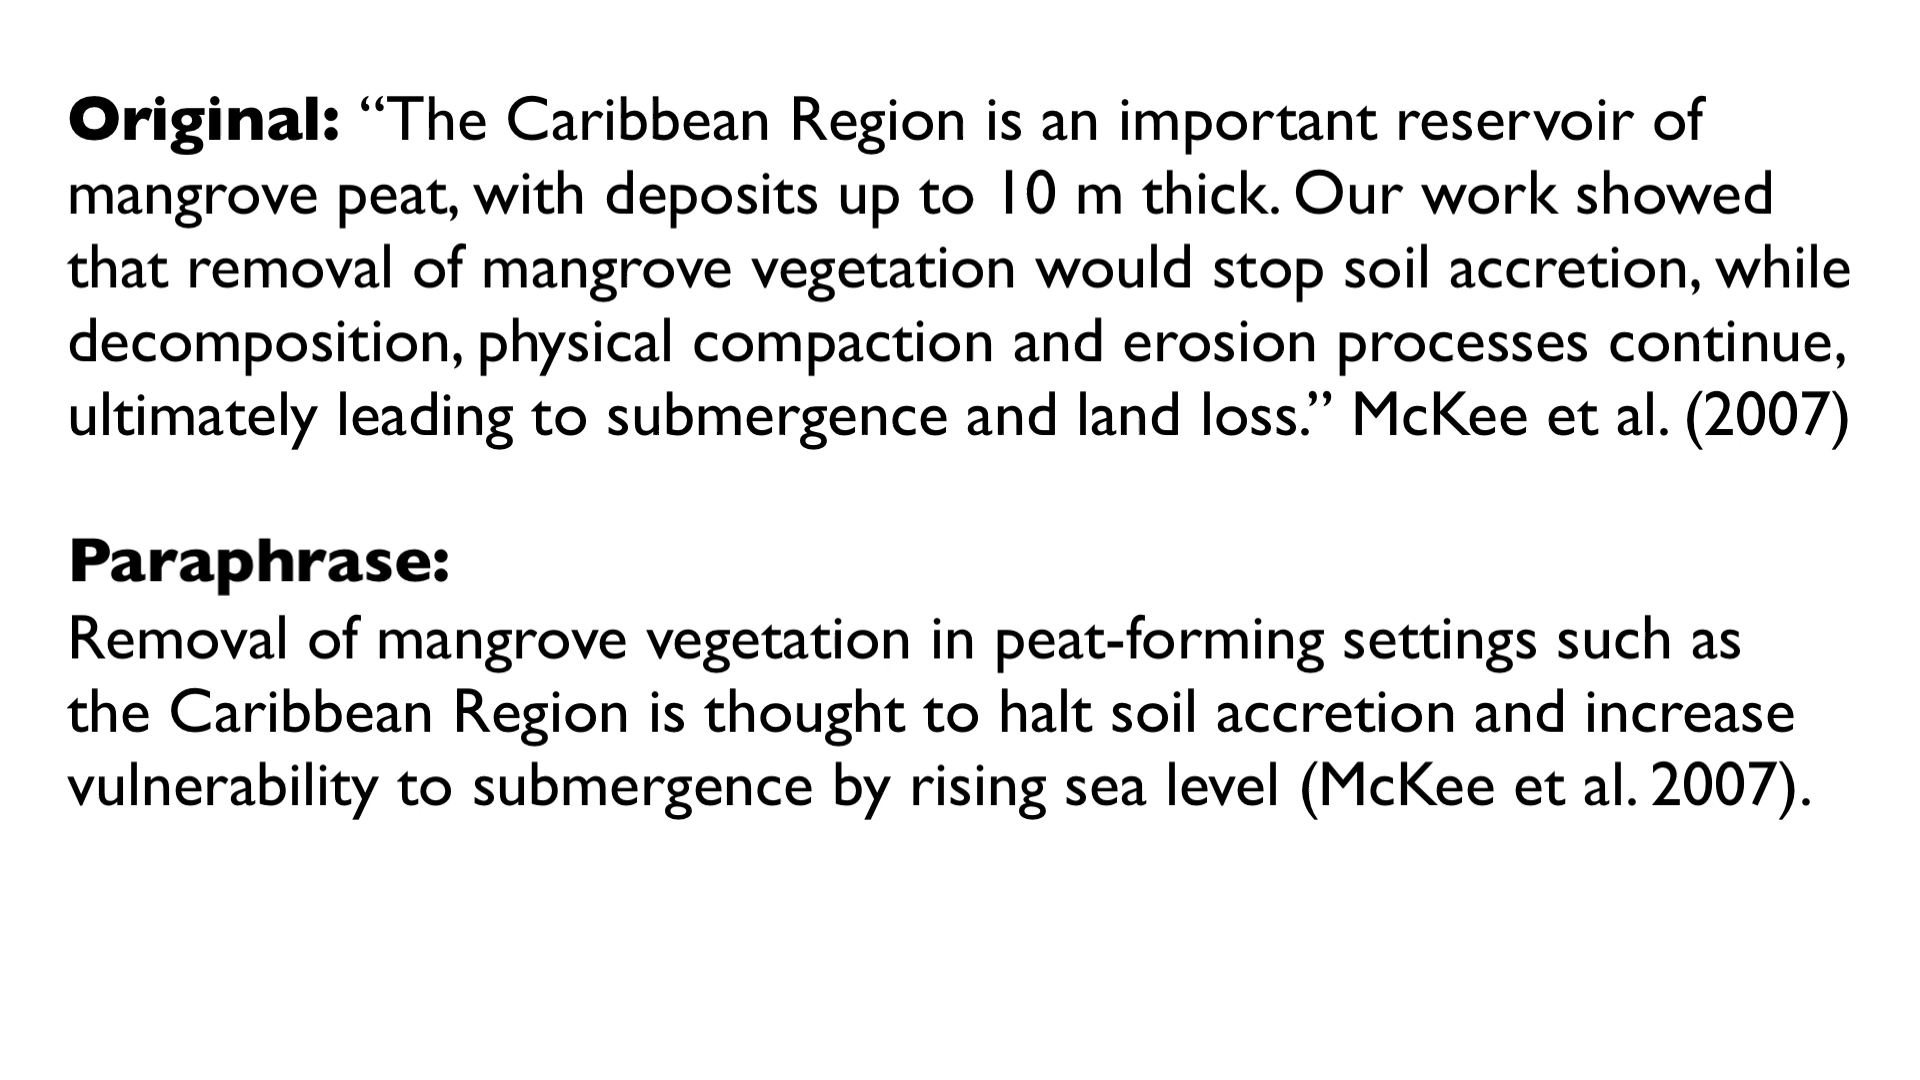 Original: “The Caribbean Region is an important reservoir of
mangrove peat, with deposits up to 10 m thick. Our work showed
that removal of mangrove vegetation would stop soil accretion, while
decomposition, physical compaction and erosion processes continue,
ultimately leading to submergence and land loss.” McKee et al. (2007)
Paraphrase:
Removal of mangrove vegetation in peat-forming settings such as
the Caribbean Region is thought to halt soil accretion and increase
vulnerability to submergence by rising sea level (McKee et al. 2007).